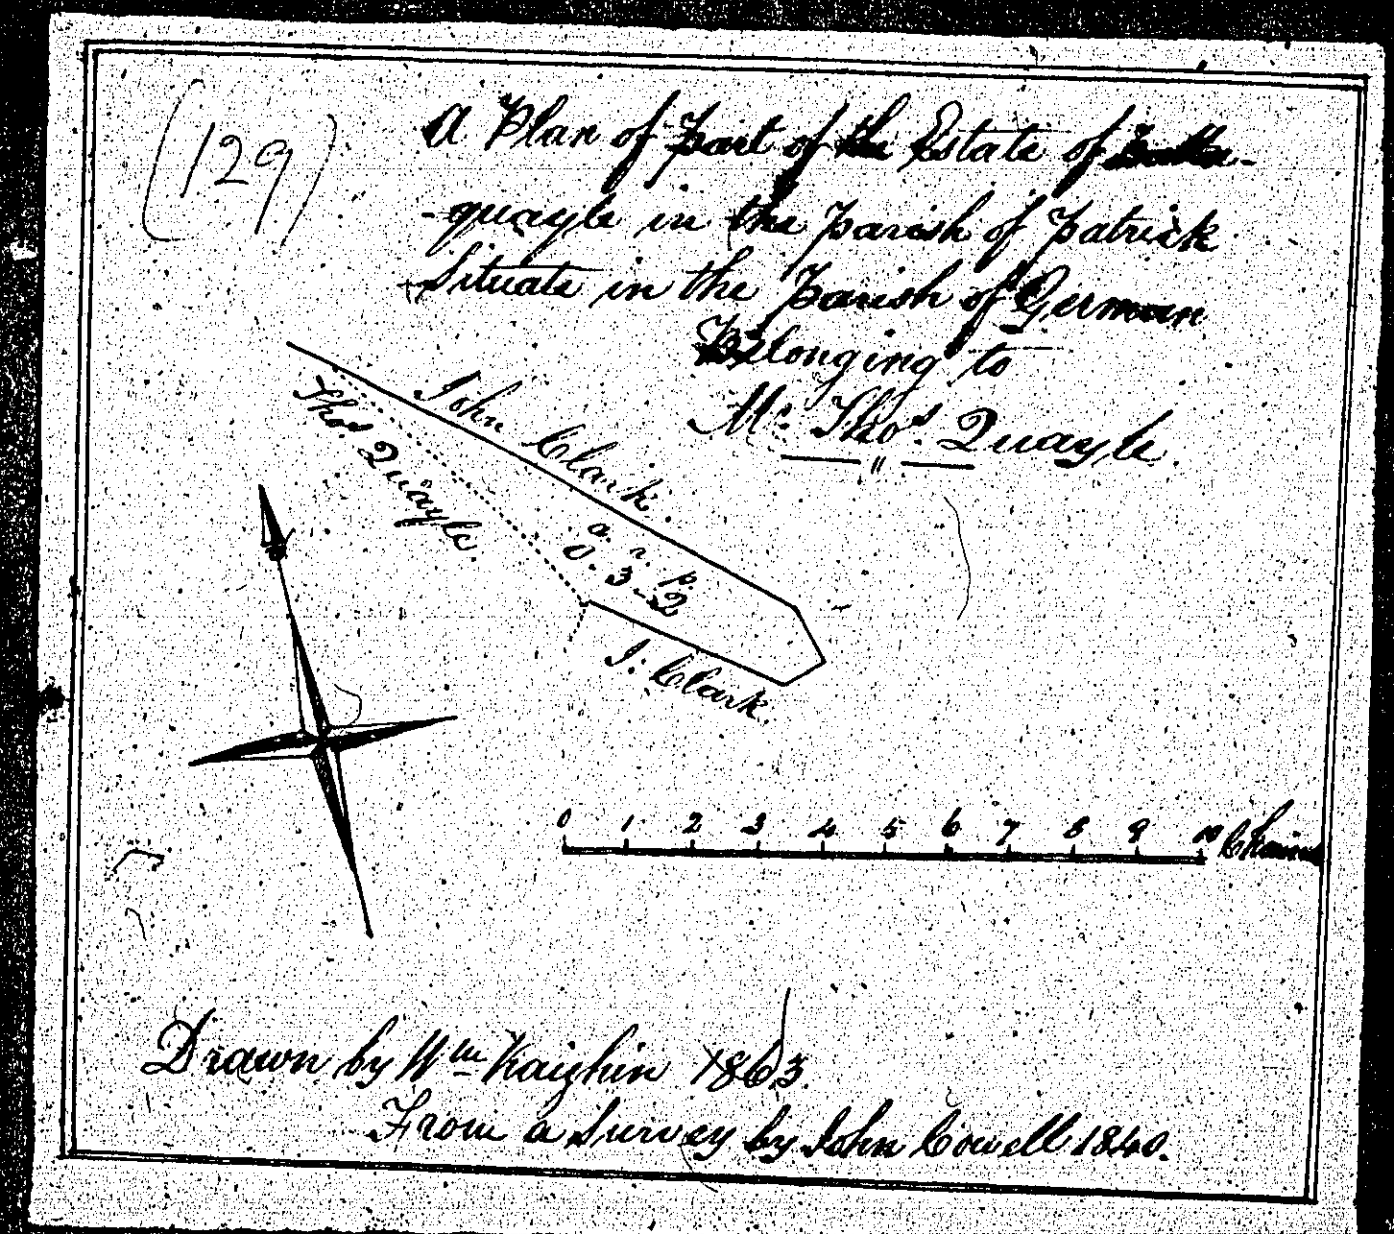 (129)
A Plan of part of the Estate of Balla-
-quayle in the parish of Patrick
Situate in the Parish of German
Belonging to
Mr. Thos. Quayle.
John Clark.
Thos. Quayle.
a. r. p.
0. 3. 2
J. Clark.
0 1 2 3 4 5 6 7 8 9 10 Chains
Drawn by Wm Kaighin 1863.
From a Survey by John Cowell 1840.